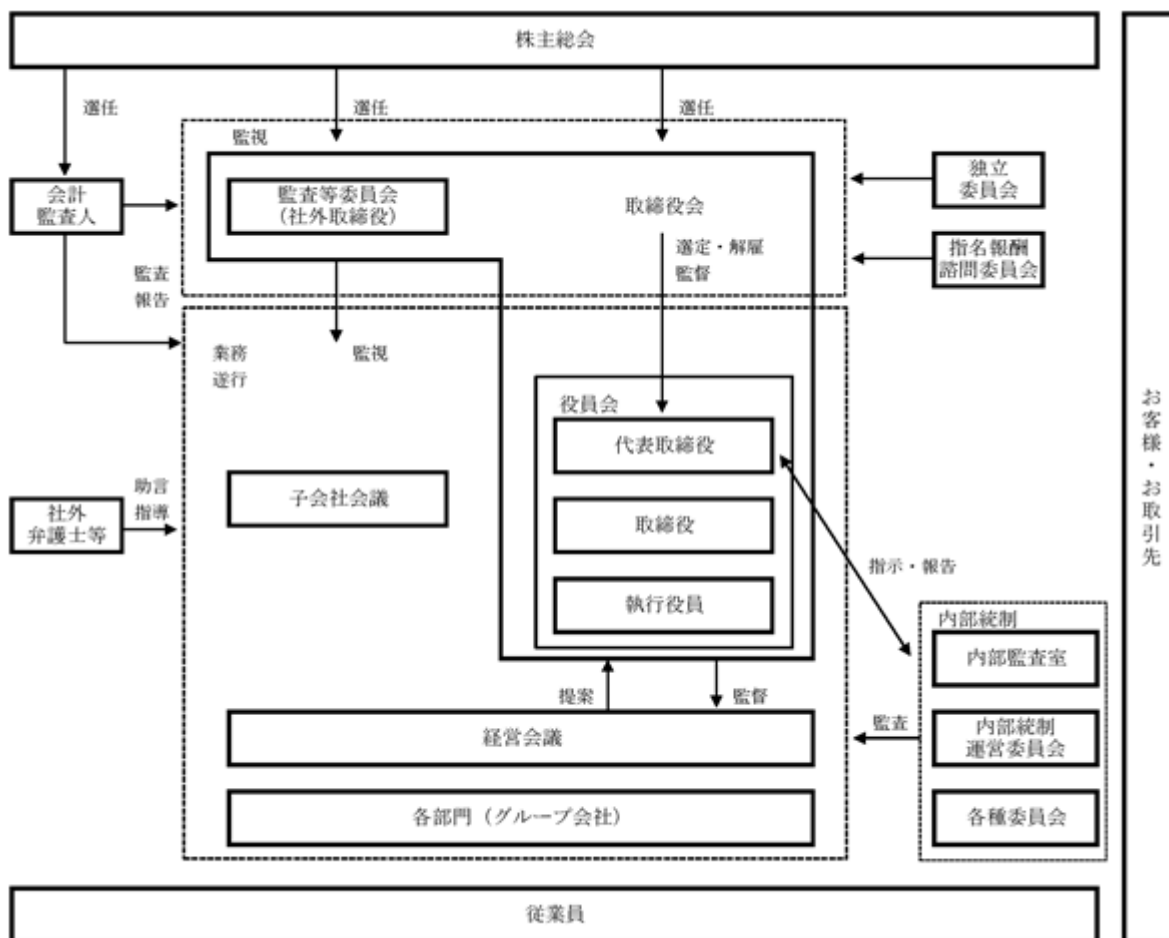 株主総会
選任
選任
選任
監視
会計
監査人
監査等委員会
(社外取締役)
取締役会
独立
委員会
指名報酬
諮問委員会
選定・解雇
監督
監査
報告
業務
遂行
監視
役員会
代表取締役
取締役
執行役員
子会社会議
社外
弁護士等
助言
指導
指示・報告
お客様・お取引先
内部統制
内部監査室
内部統制
運営委員会
各種委員会
監査
提案
監督
経営会議
各部門(グループ会社)
従業員